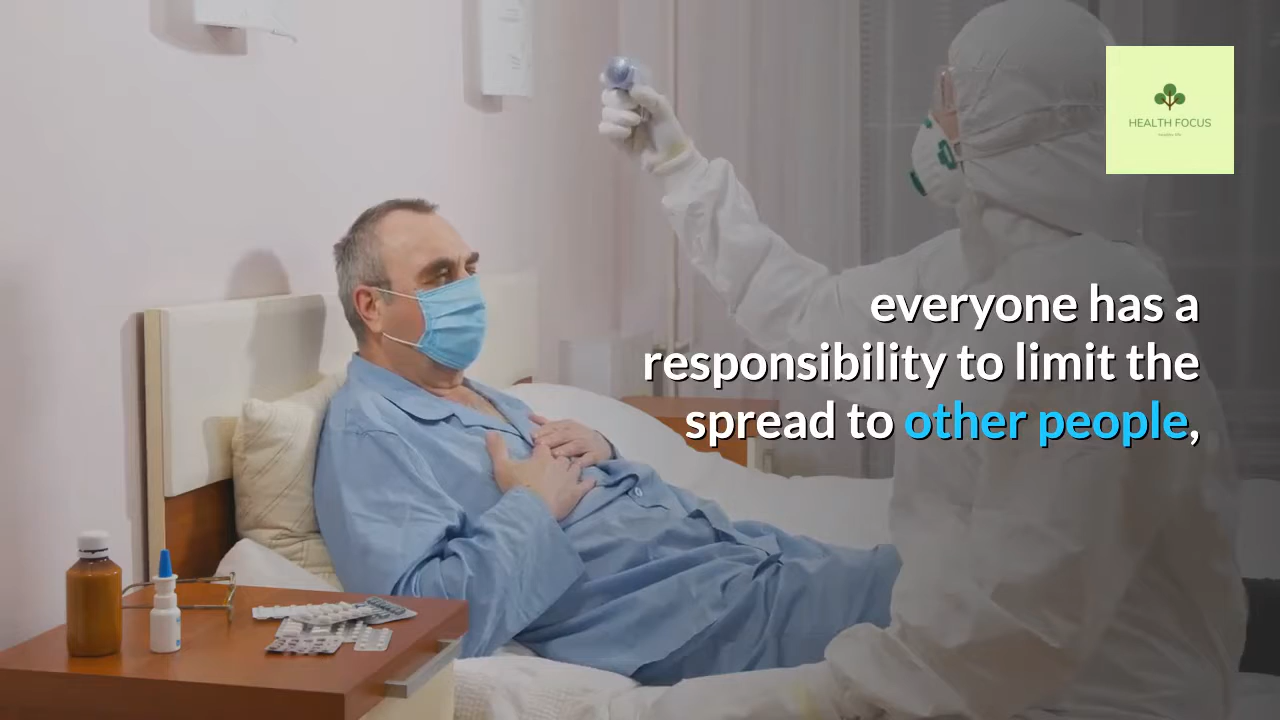 HEALTH FOCUS
everyone has a
responsibility to limit the
spread to other people,